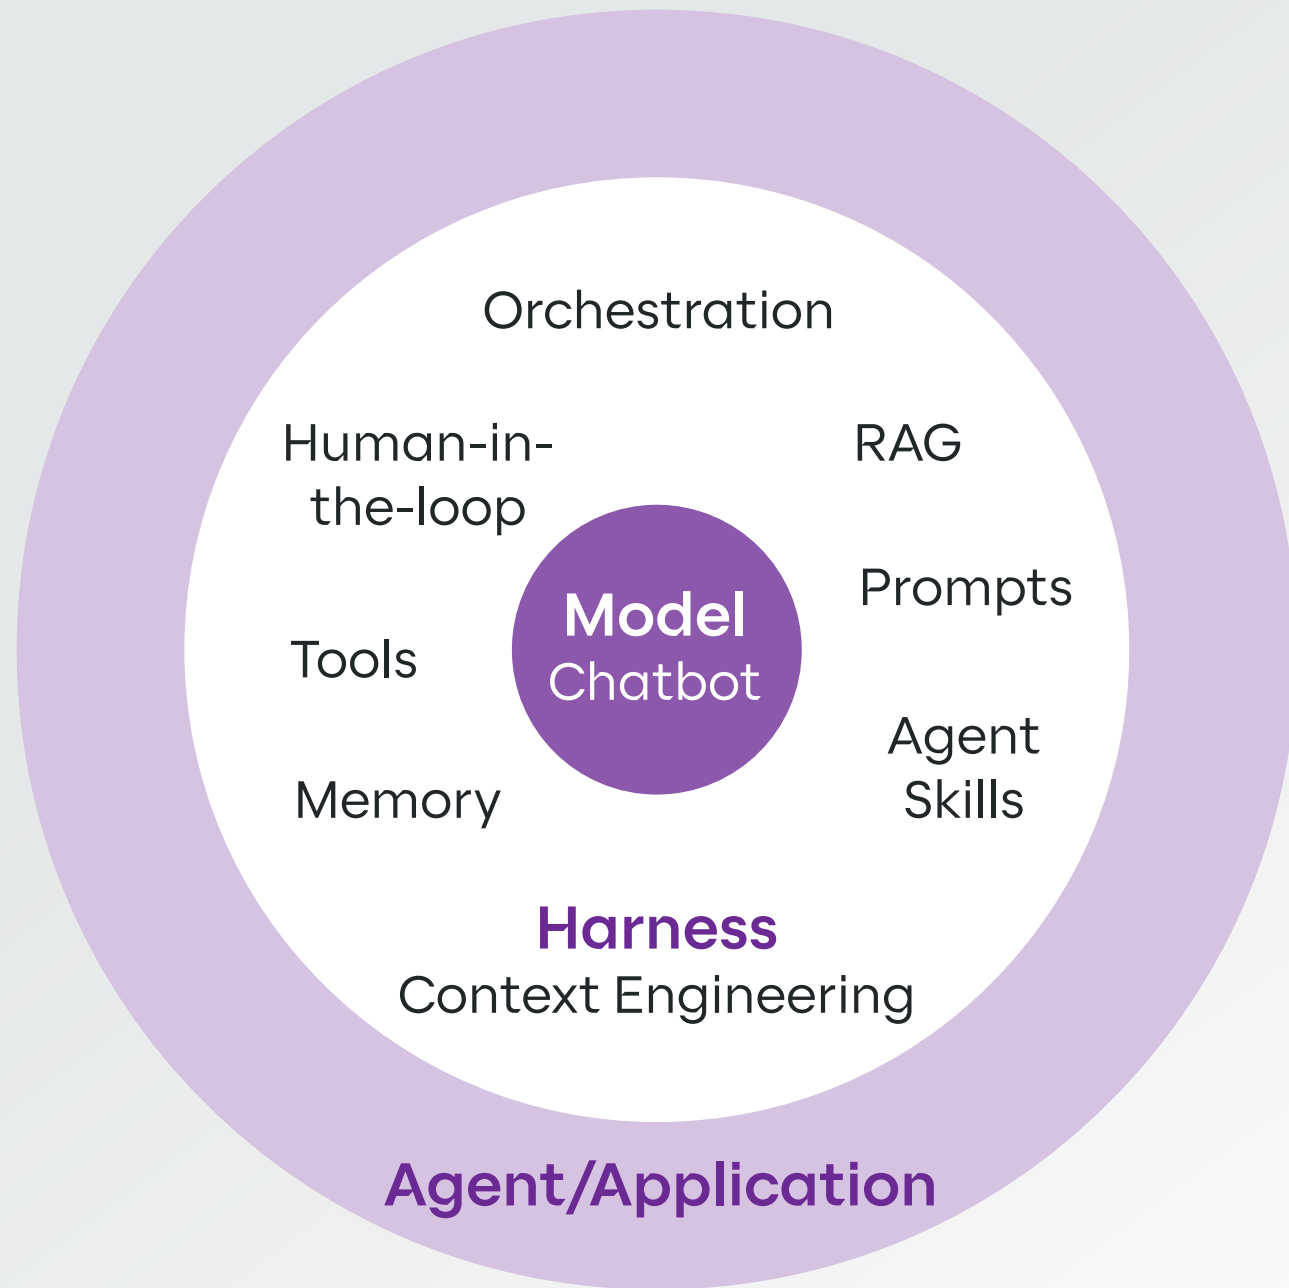 Orchestration
Human-in-
the-loop
RAG
Prompts
Model
Chatbot
Tools
Agent
Skills
Memory
Harness
Context Engineering
Agent/Application